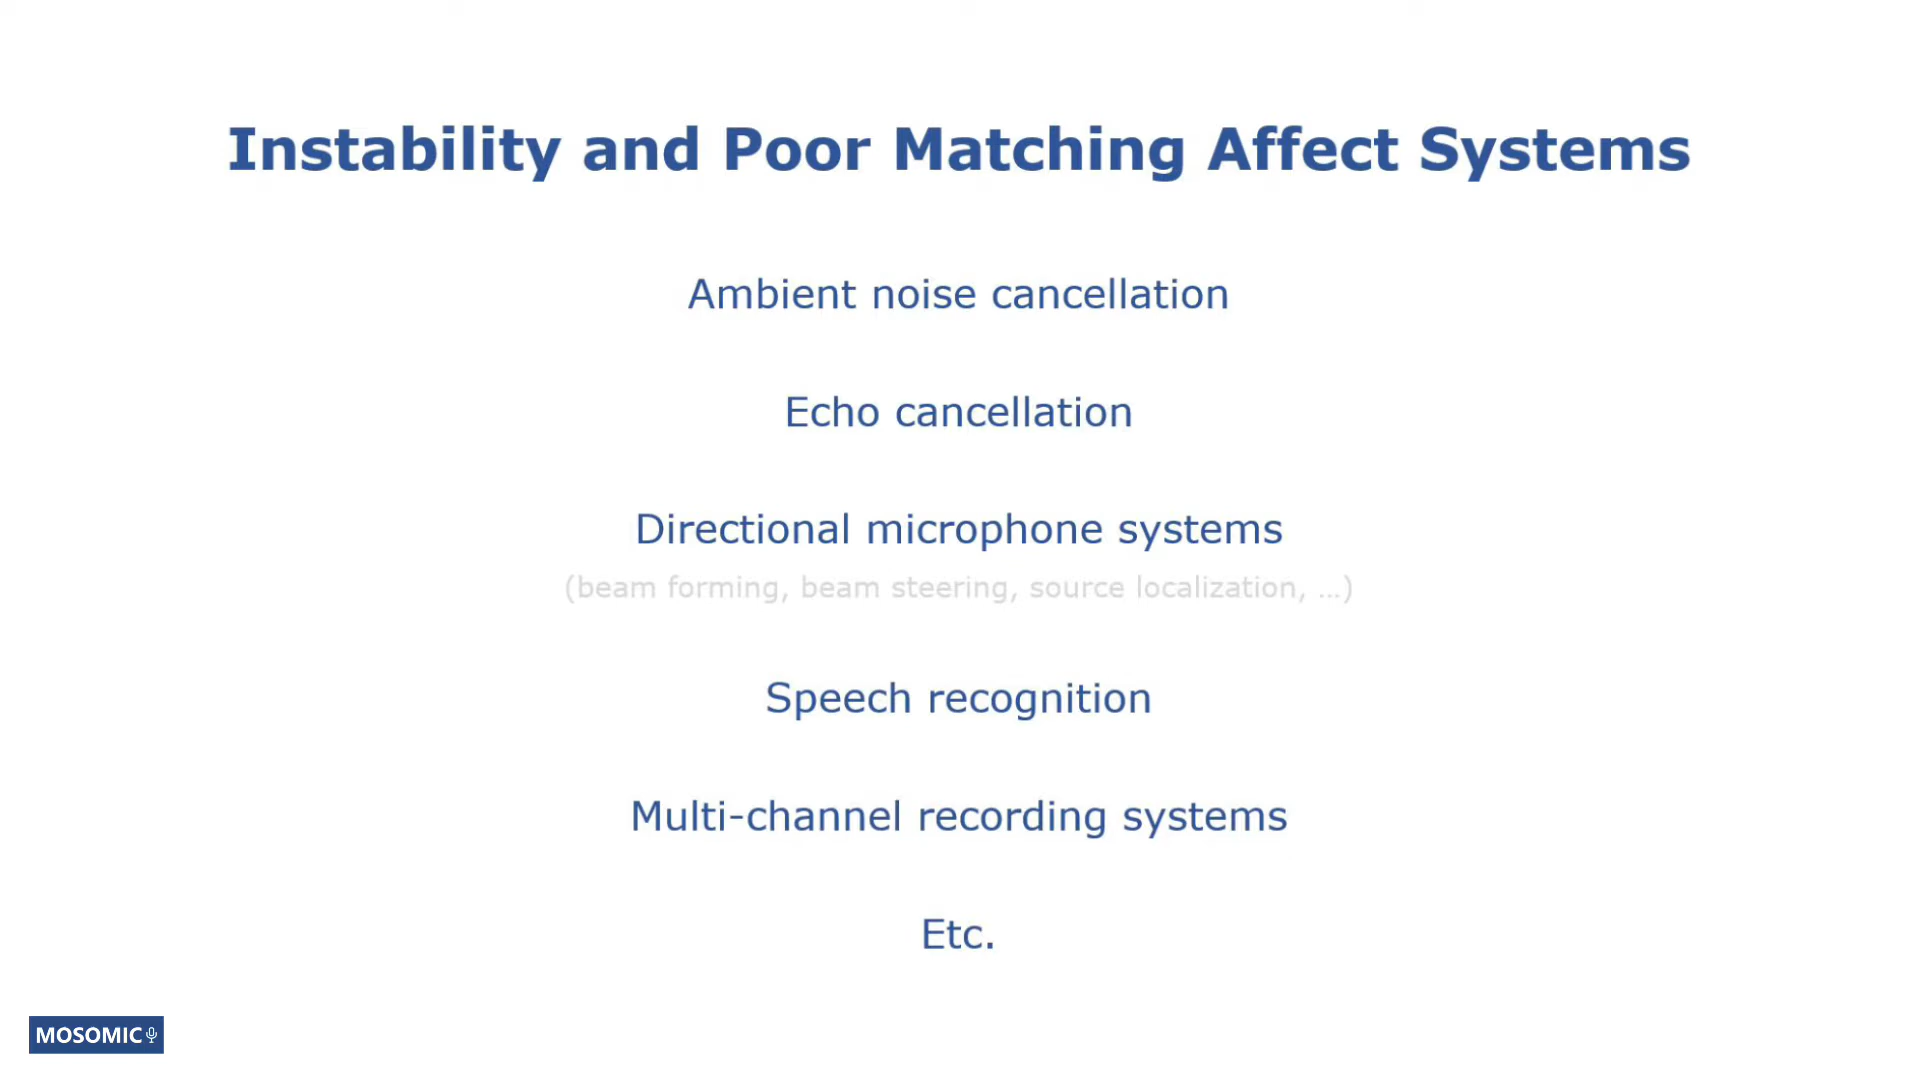 Instability and Poor Matching Affect Systems
Ambient noise cancellation
Echo cancellation
Directional microphone systems
(beam forming, beam steering, source localization, ...)
Speech recognition
Multi-channel recording systems
Etc.
MOSOMIC